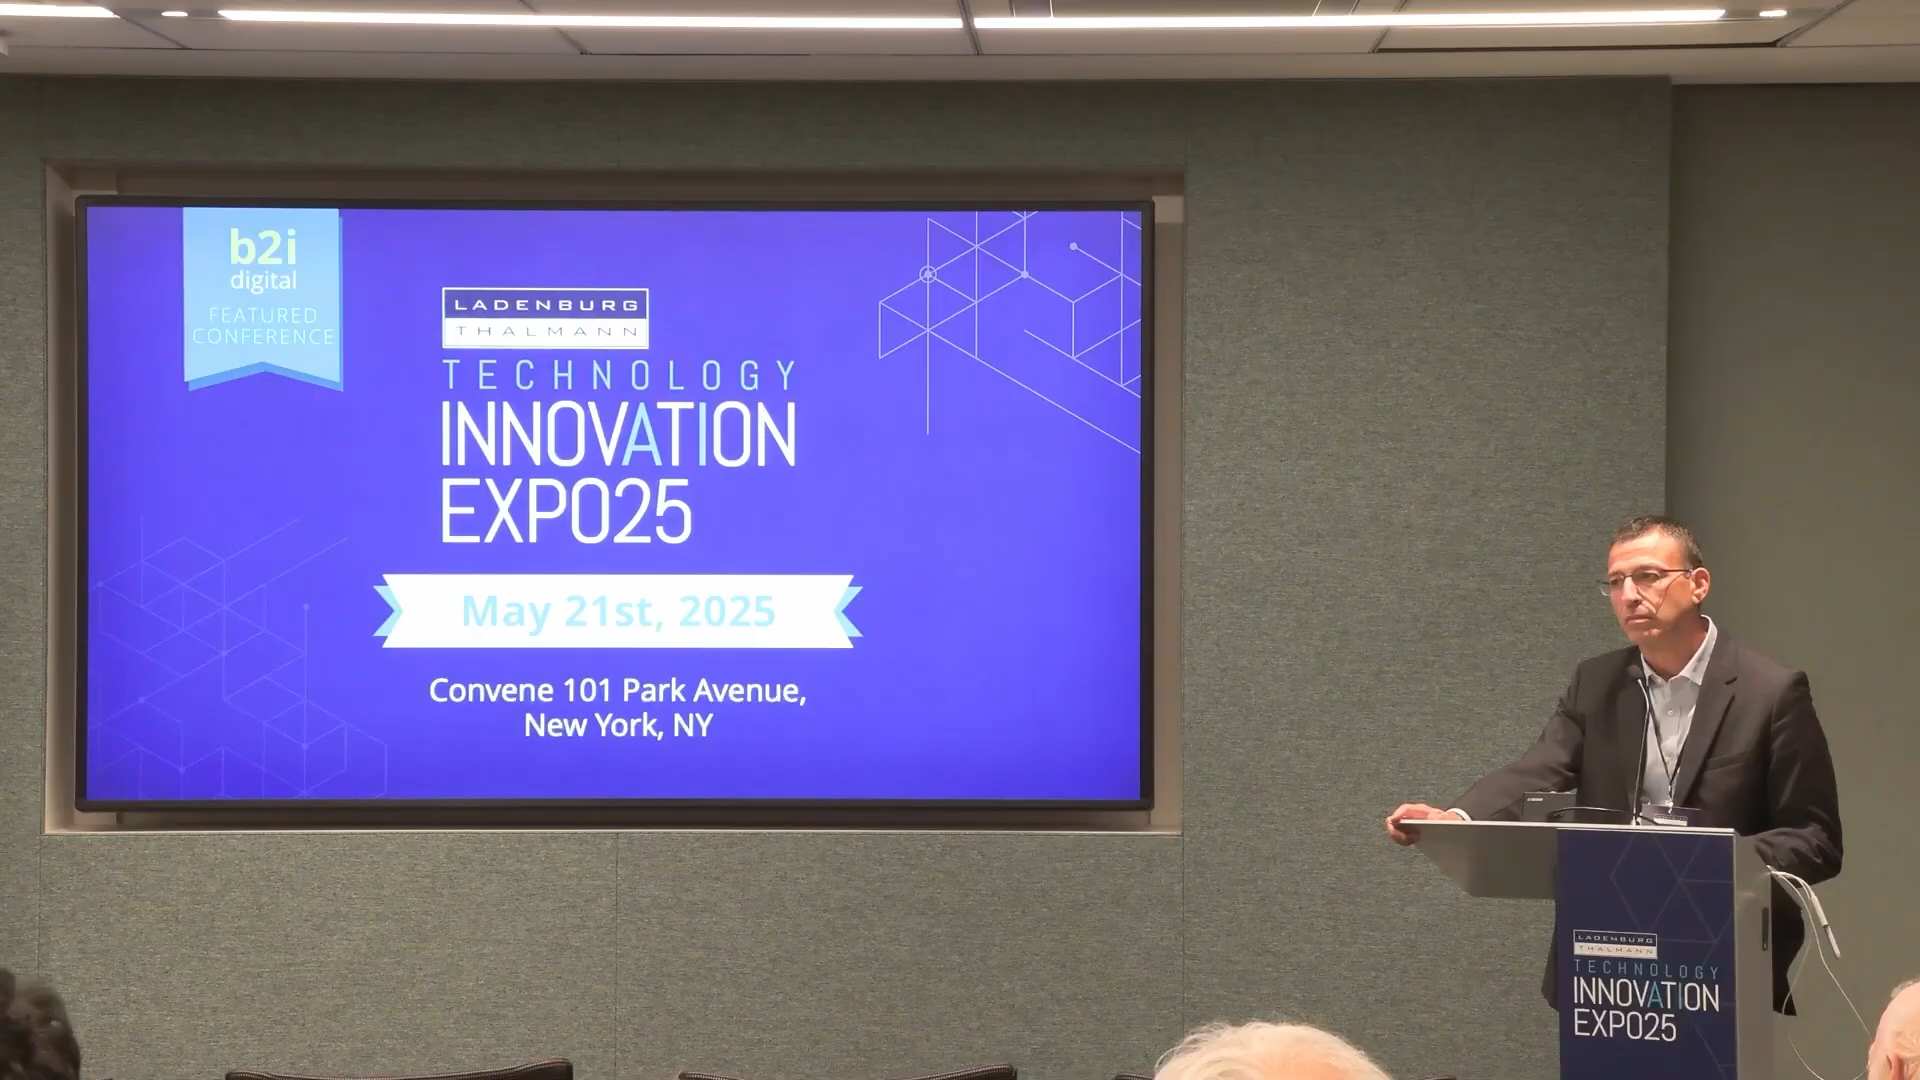 b2i
digital
FEATURED
CONFERENCE
LADENBURG
THALMANN
TECHNOLOGY
INNOVATION
EXPO25
May 21st, 2025
Convene 101 Park Avenue,
New York, NY
LADENBURG
THALMANN
TECHNOLOGY
INNOVATION
EXPO25